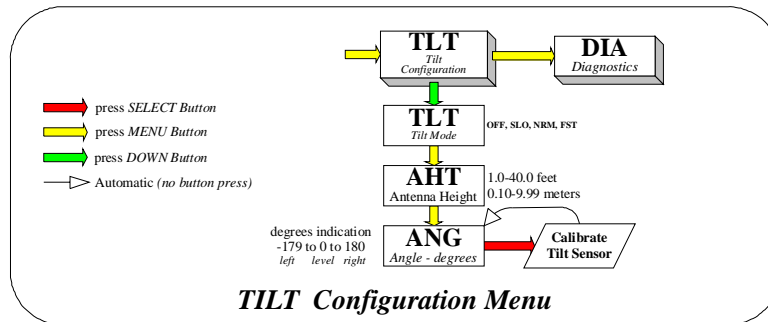 TLT
Tilt
Configuration
DIA
Diagnostics
press SELECT Button
press MENU Button
press DOWN Button
Automatic (no button press)
TLT
Tilt Mode
OFF, SLO, NRM, FST
AHT
Antenna Height
1.0-40.0 feet
0.10-9.99 meters
degrees indication
-179 to 0 to 180
left level right
ANG
Angle - degrees
Calibrate
Tilt Sensor
TILT Configuration Menu